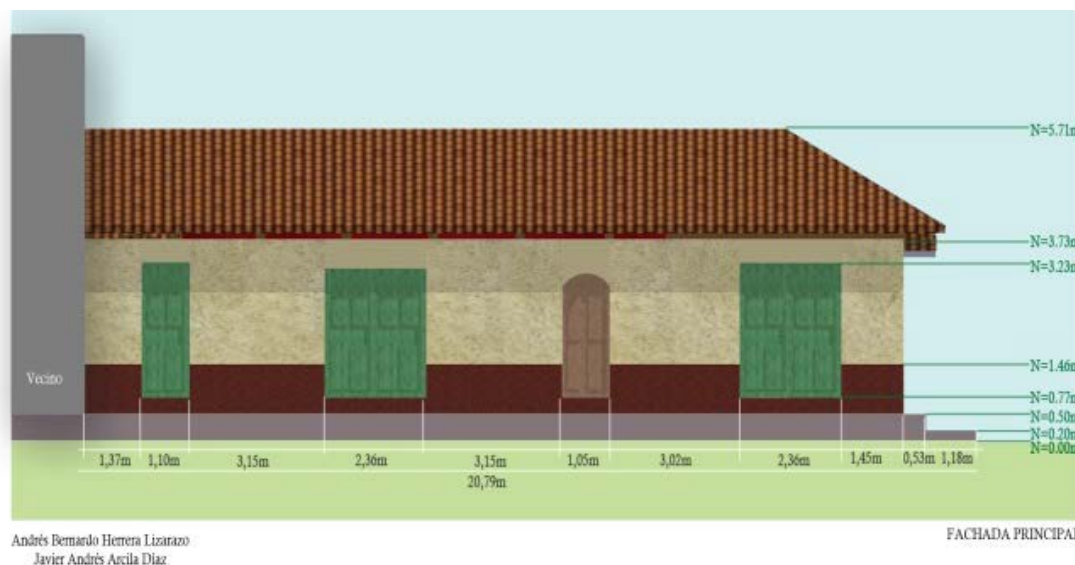 N=5.71m
N=3.73m
N=3.23m
Vecino
N=1.46m
N=0.77m
N=0.50m
N=0.20m
N=0.00m
1,37m 1,10m 3,15m 2,36m 3,15m 1,05m 3,02m 2,36m 1,45m 0,53m 1,18m
20,79m
Andrés Bernardo Herrera Lizarazo
Javier Andrés Arcila Díaz
FACHADA PRINCIPAL